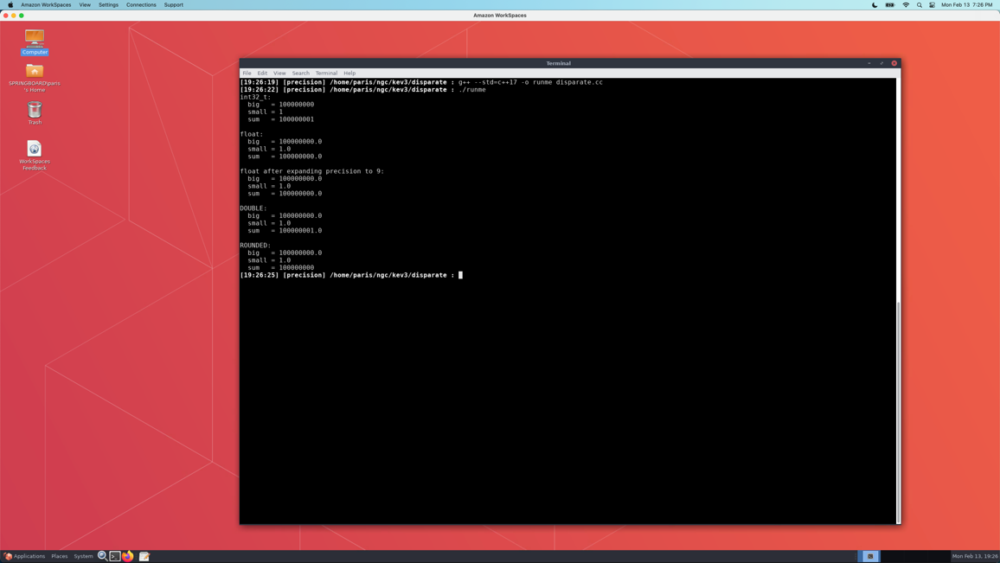 Amazon WorkSpaces View Settings Connections Support Mon Feb 13 7:26 PM
Amazon WorkSpaces
Computer
SPRINGBOARD\paris
's Home
Trash
WorkSpaces
Feedback
Terminal
File Edit View Search Terminal Help
[19:26:19] [precision] /home/paris/ngc/kev3/disparate : g++ --std=c++17 -o runme disparate.cc
[19:26:22] [precision] /home/paris/ngc/kev3/disparate : ./runme
int32_t:
  big   = 100000000
  small = 1
  sum   = 100000001

float:
  big   = 100000000.0
  small = 1.0
  sum   = 100000000.0

float after expanding precision to 9:
  big   = 100000000.0
  small = 1.0
  sum   = 100000000.0

DOUBLE:
  big   = 100000000.0
  small = 1.0
  sum   = 100000001.0

ROUNDED:
  big   = 100000000.0
  small = 1.0
  sum   = 100000000
[19:26:25] [precision] /home/paris/ngc/kev3/disparate :
Applications Places System Mon Feb 13, 19:26